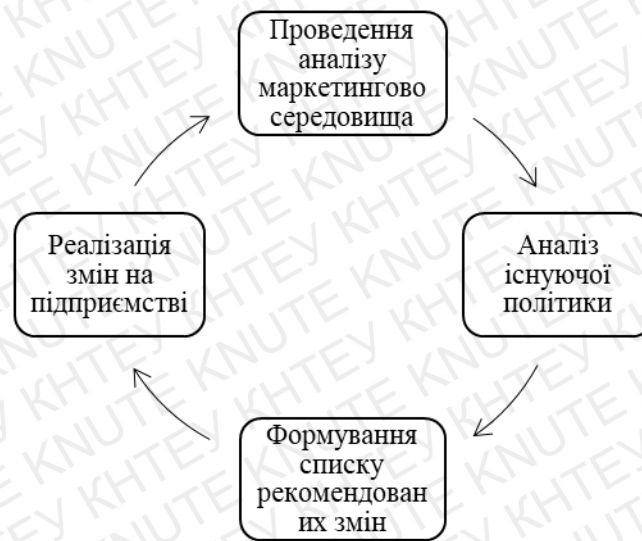 Проведення
аналізу
маркетингово
середовища
Реалізація
змін на
підприємстві
Аналіз
існуючої
політики
Формування
списку
рекомендован
их змін